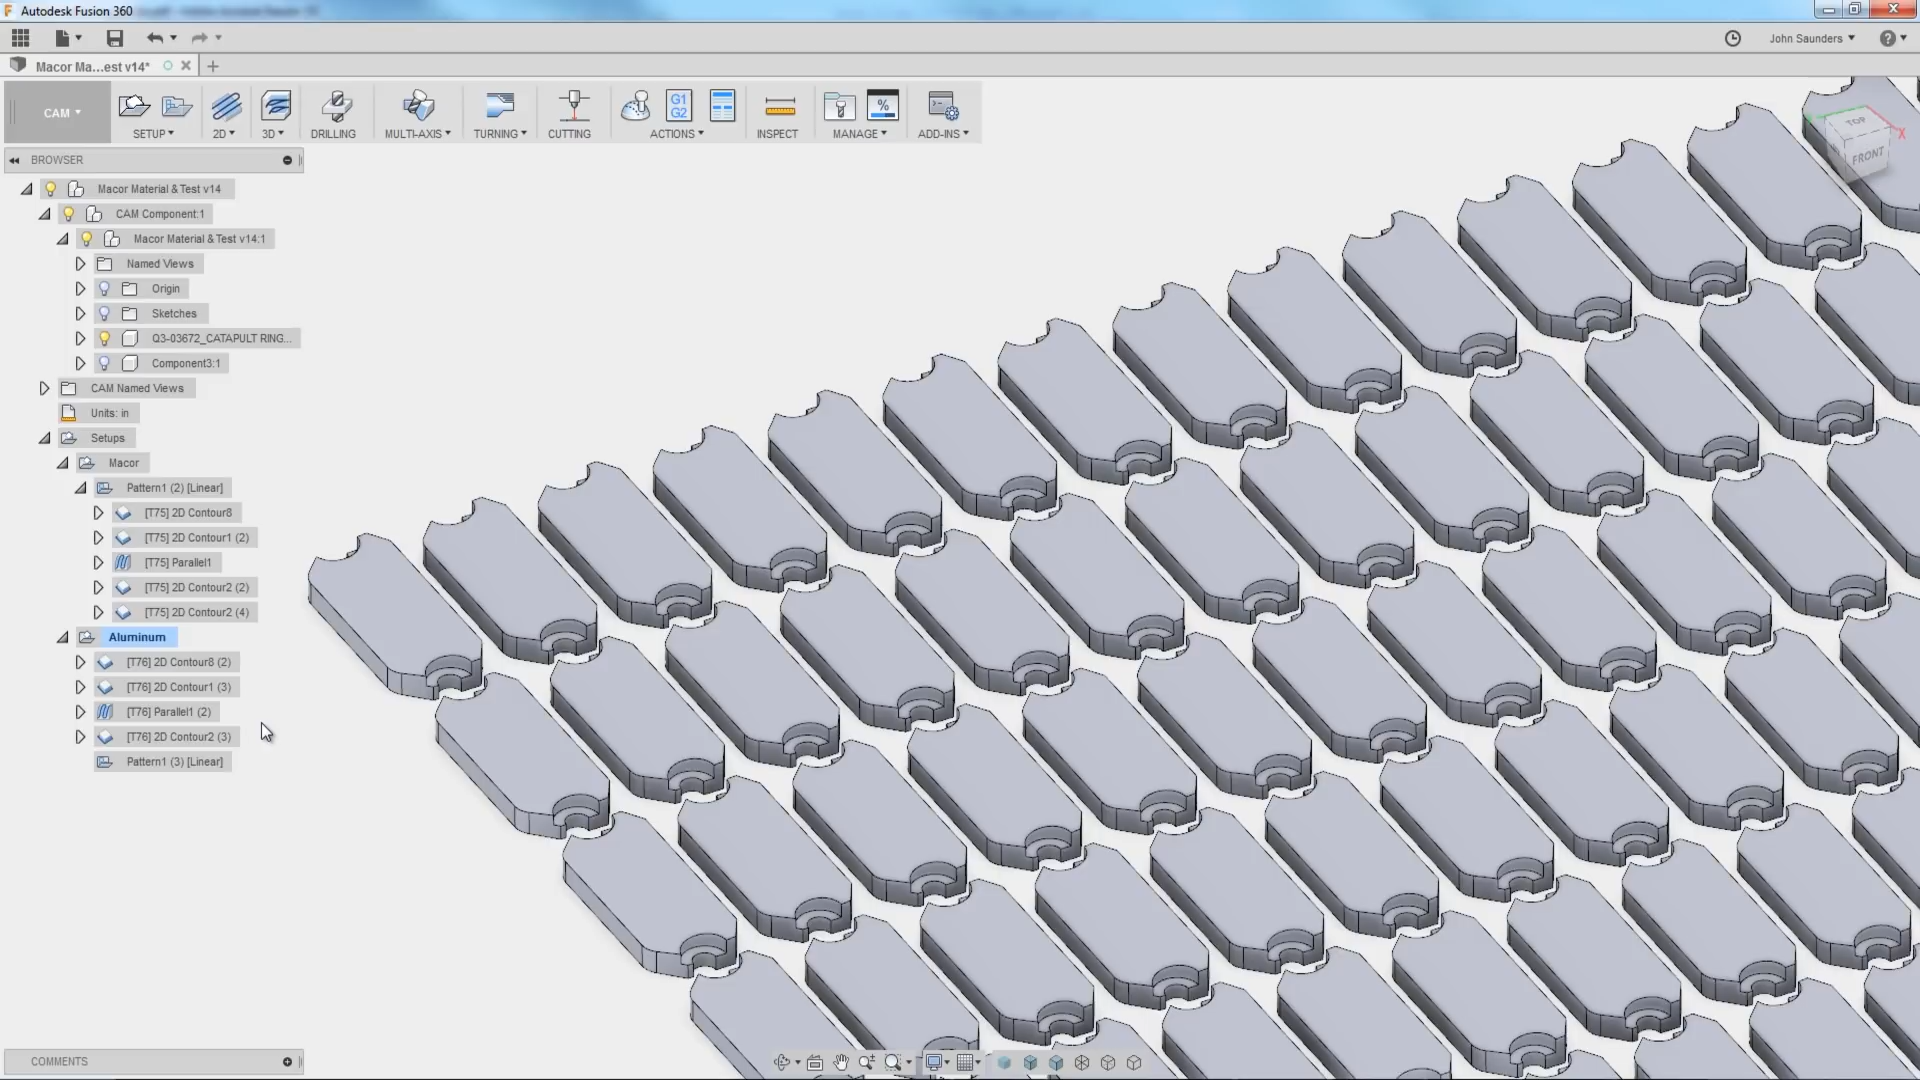 Autodesk Fusion 360
John Saunders
Macor Ma...est v14*
CAM
SETUP
2D
3D
DRILLING
MULTI-AXIS
TURNING
CUTTING
G1
G2
ACTIONS
INSPECT
%
MANAGE
ADD-INS
TOP
FRONT
X
BROWSER
Macor Material & Test v14
CAM Component:1
Macor Material & Test v14:1
Named Views
Origin
Sketches
Q3-03672_CATAPULT RING...
Component3:1
CAM Named Views
Units: in
Setups
Macor
Pattern1 (2) [Linear]
[T75] 2D Contour8
[T75] 2D Contour1 (2)
[T75] Parallel1
[T75] 2D Contour2 (2)
[T75] 2D Contour2 (4)
Aluminum
[T76] 2D Contour8 (2)
[T76] 2D Contour1 (3)
[T76] Parallel1 (2)
[T76] 2D Contour2 (3)
Pattern1 (3) [Linear]
COMMENTS